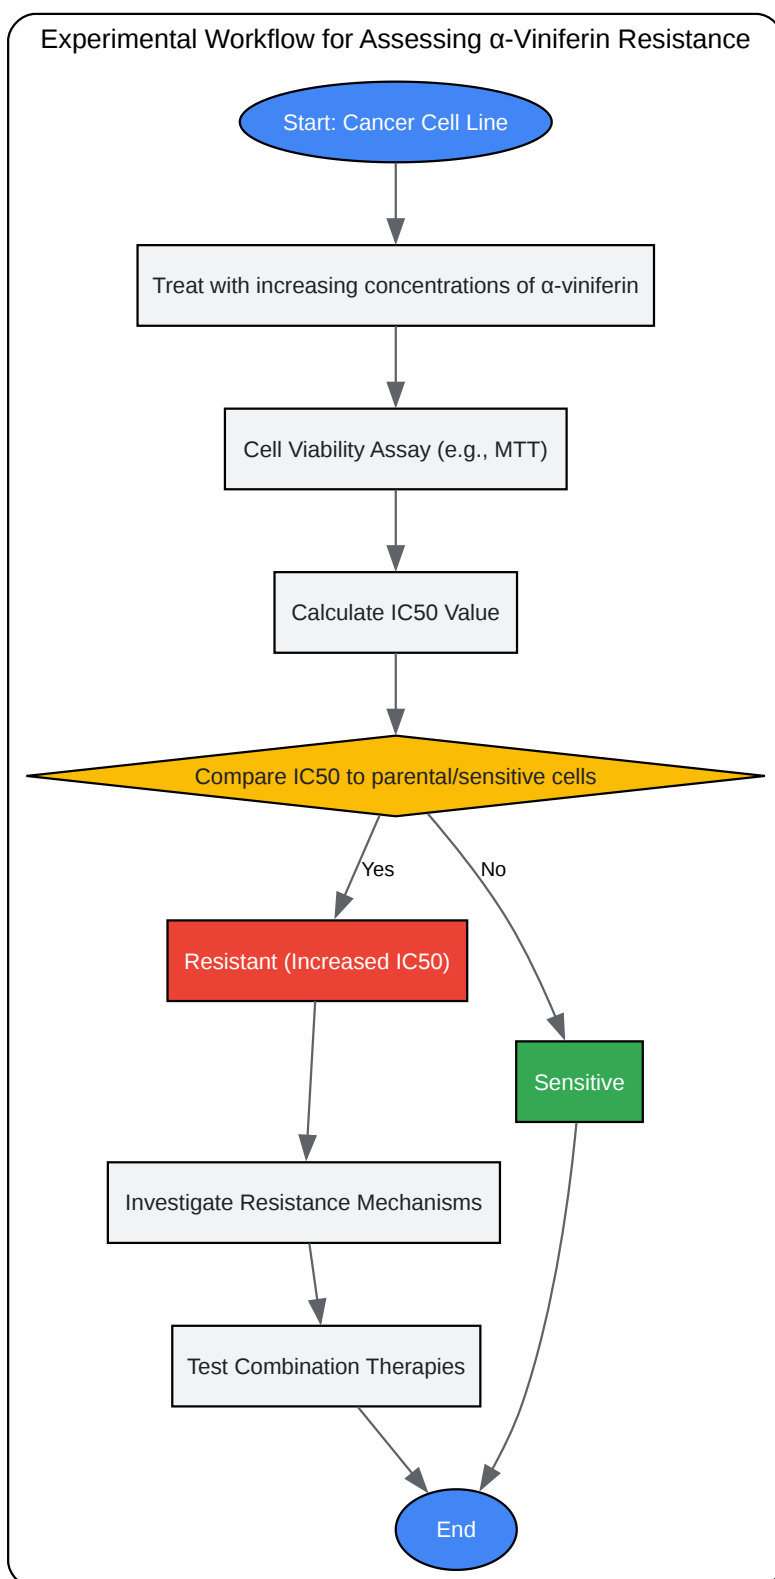 Experimental Workflow for Assessing α-Viniferin Resistance
Start: Cancer Cell Line
Treat with increasing concentrations of α-viniferin
Cell Viability Assay (e.g., MTT)
Calculate IC50 Value
Compare IC50 to parental/sensitive cells
Yes
No
Resistant (Increased IC50)
Sensitive
Investigate Resistance Mechanisms
Test Combination Therapies
End